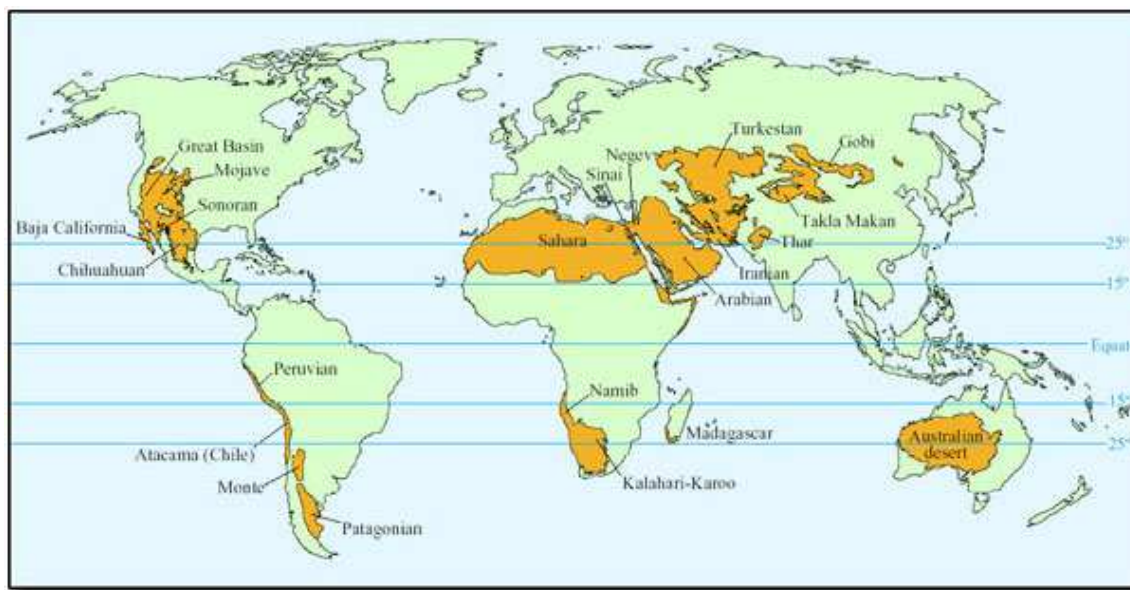 Turkestan
Gobi
Great Basin
Negev
Mojave
Sinai
Sonoran
Takla Makan
Baja California
Sahara
Thar
25°
Chihuahuan
Iranian
15°
Arabian
Equat
Peruvian
Namib
15°
Madagascar
Australian
desert
25°
Atacama (Chile)
Monte
Kalahari-Karoo
Patagonian